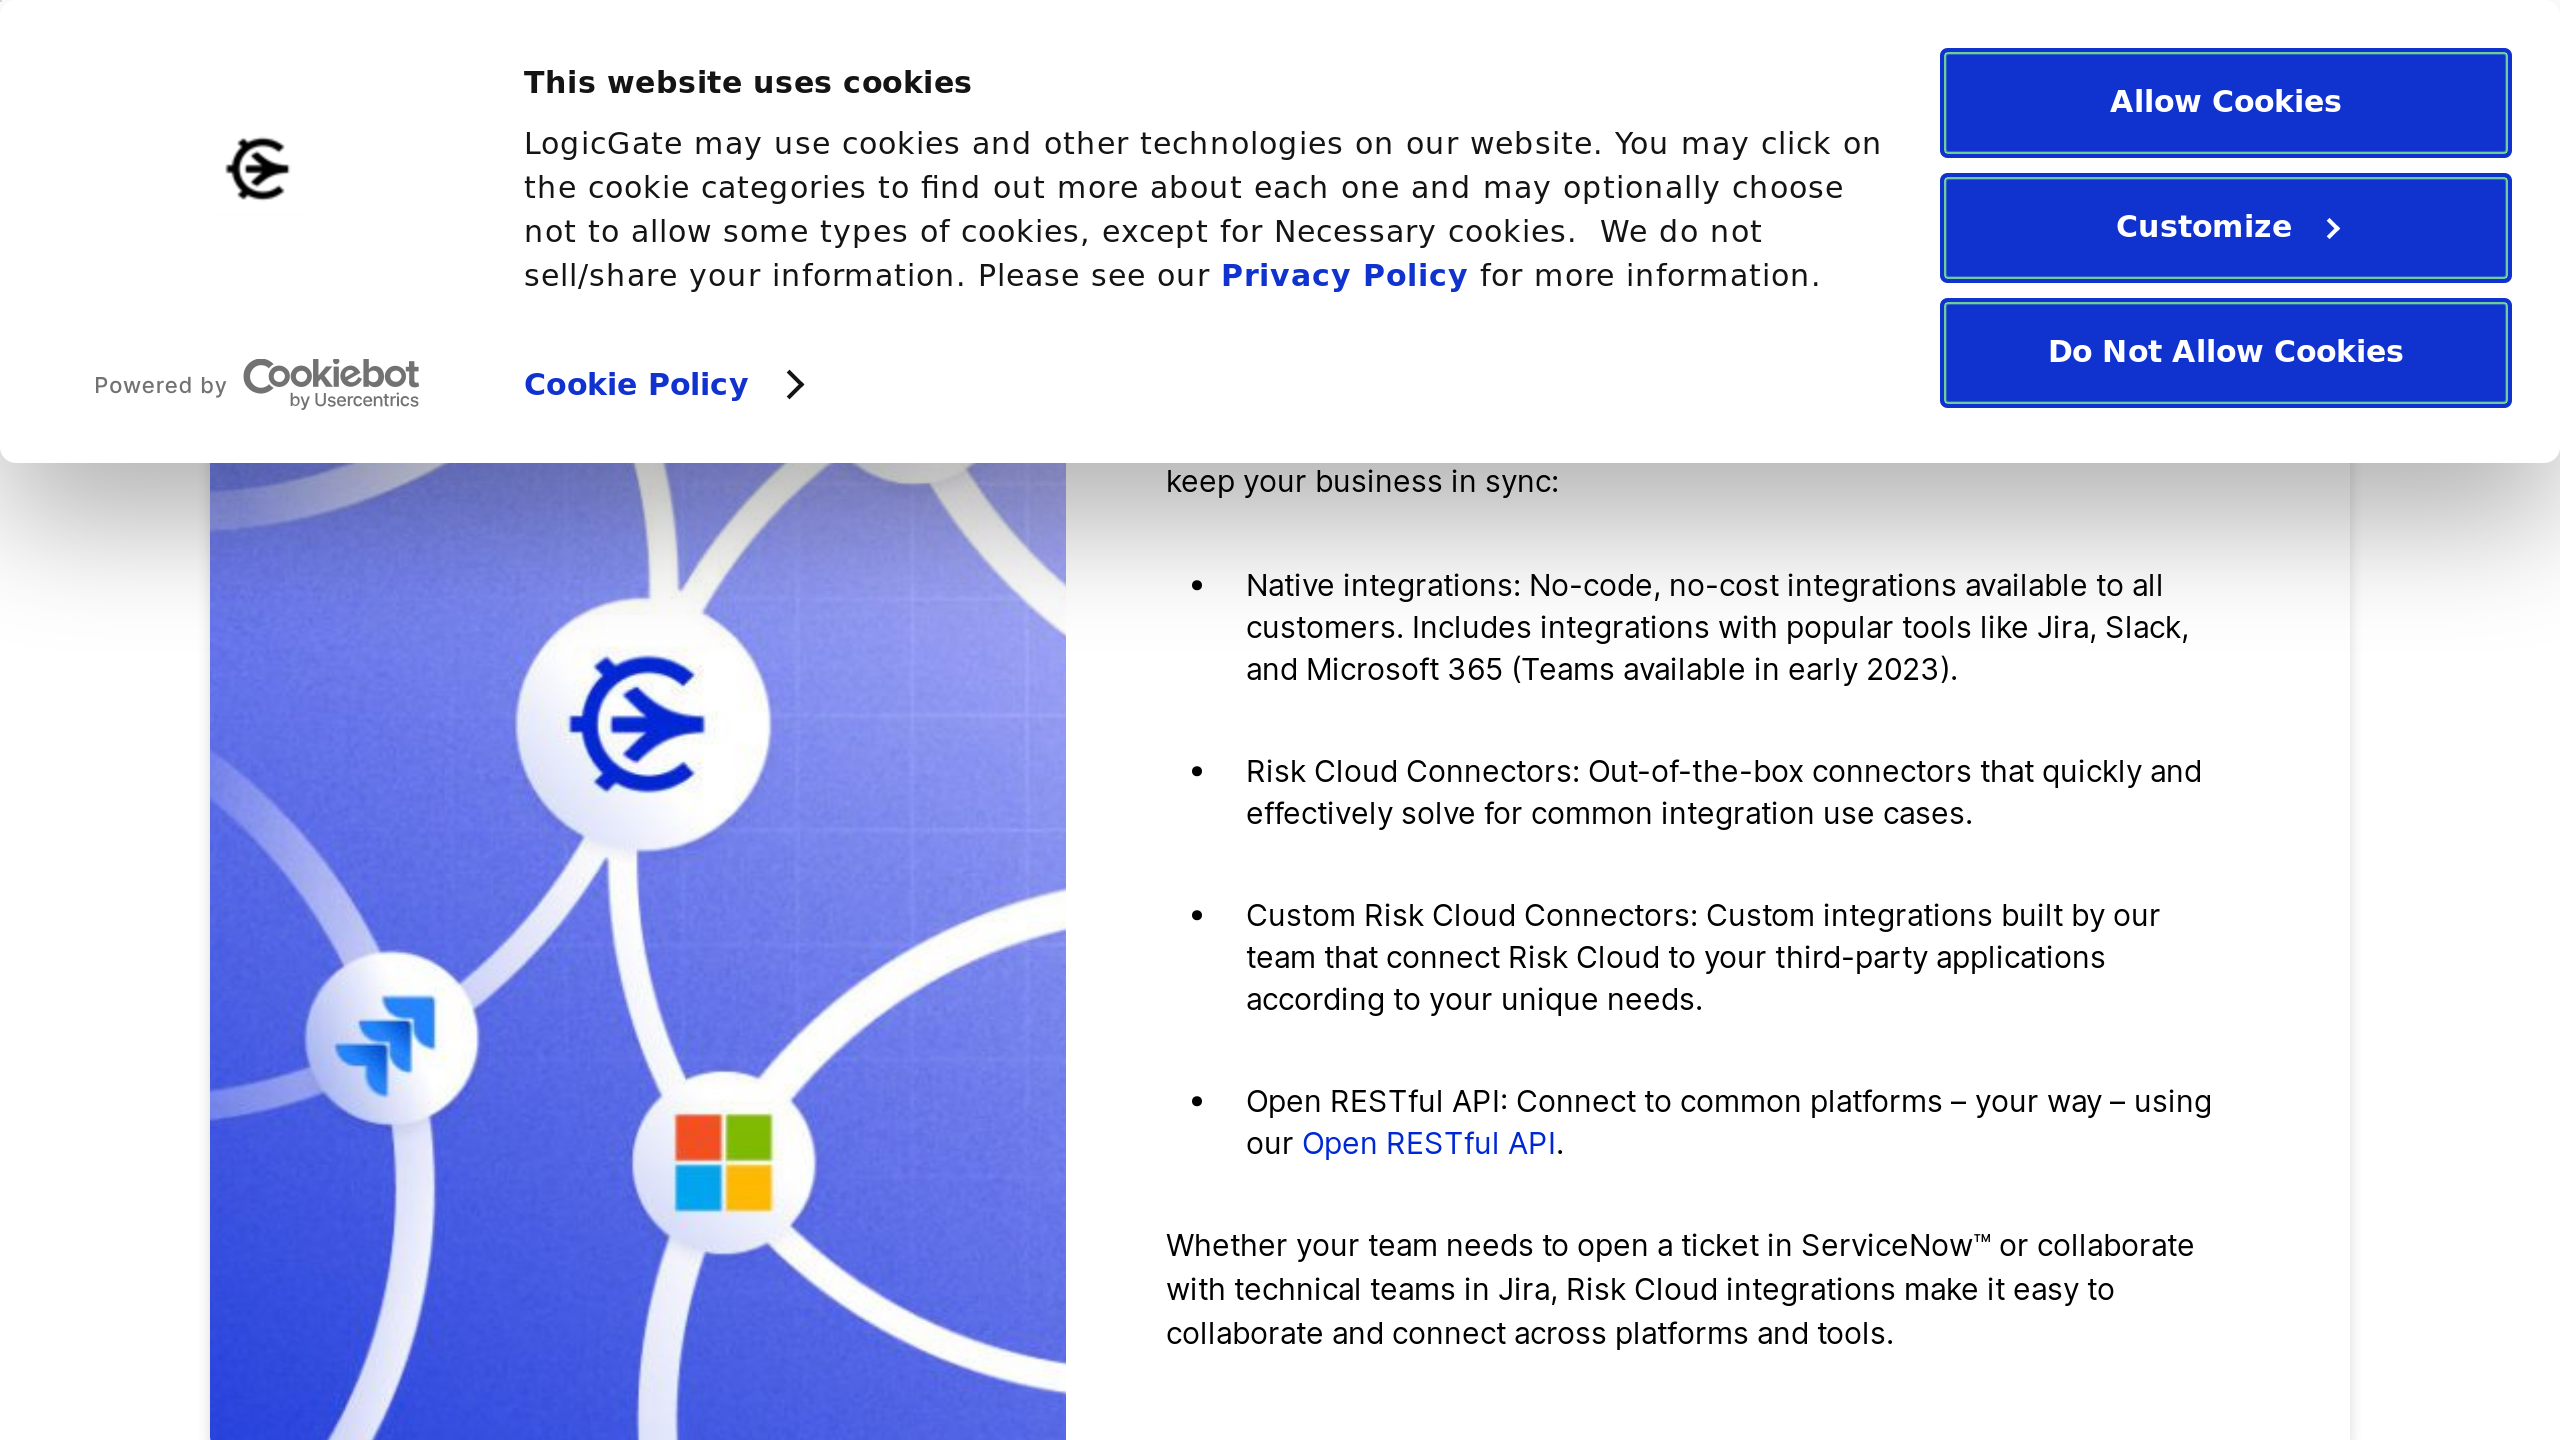 This website uses cookies
LogicGate may use cookies and other technologies on our website. You may click on
the cookie categories to find out more about each one and may optionally choose
not to allow some types of cookies, except for Necessary cookies.  We do not
sell/share your information. Please see our Privacy Policy for more information.
Powered by Cookiebot
by Usercentrics
Cookie Policy
Allow Cookies
Customize
Do Not Allow Cookies
keep your business in sync:
• Native integrations: No-code, no-cost integrations available to all
customers. Includes integrations with popular tools like Jira, Slack,
and Microsoft 365 (Teams available in early 2023).
• Risk Cloud Connectors: Out-of-the-box connectors that quickly and
effectively solve for common integration use cases.
• Custom Risk Cloud Connectors: Custom integrations built by our
team that connect Risk Cloud to your third-party applications
according to your unique needs.
• Open RESTful API: Connect to common platforms – your way – using
our Open RESTful API.
Whether your team needs to open a ticket in ServiceNow™ or collaborate
with technical teams in Jira, Risk Cloud integrations make it easy to
collaborate and connect across platforms and tools.